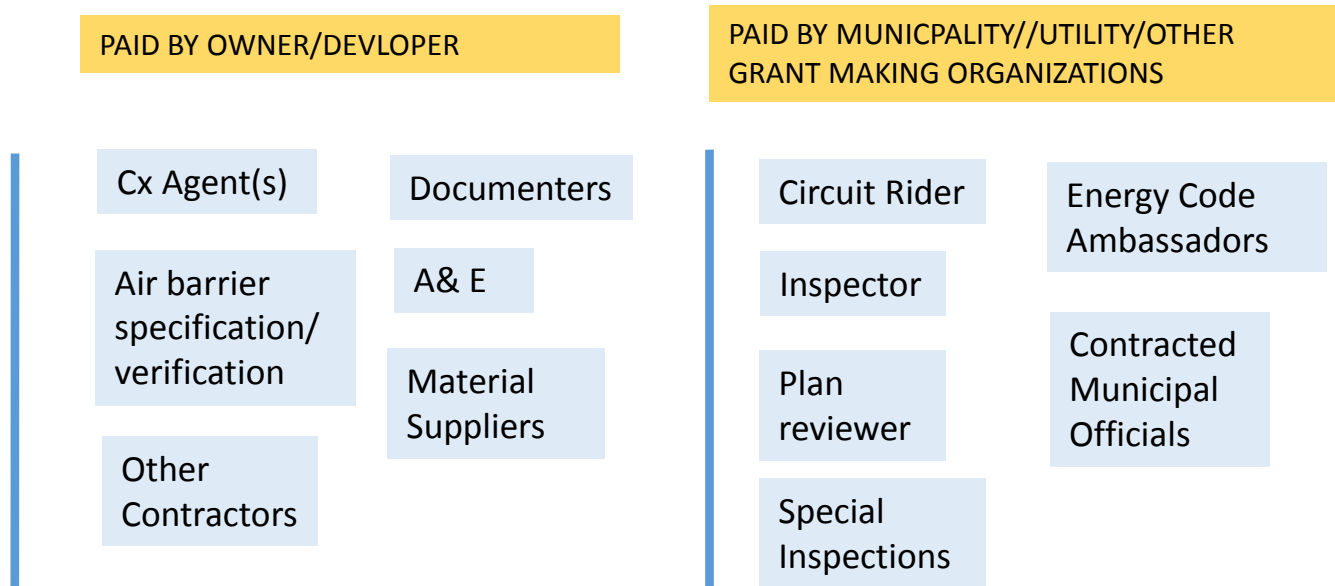 PAID BY OWNER/DEVLOPER
Cx Agent(s)
Documenters
Air barrier
specification/
verification
A& E
Material
Suppliers
Other
Contractors
PAID BY MUNICPALITY//UTILITY/OTHER
GRANT MAKING ORGANIZATIONS
Circuit Rider
Energy Code
Ambassadors
Inspector
Contracted
Municipal
Officials
Plan
reviewer
Special
Inspections